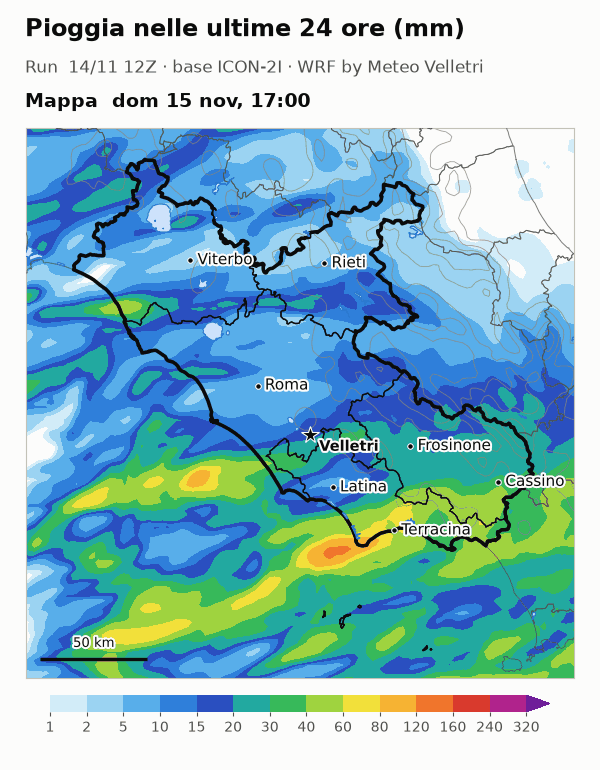 Pioggia nelle ultime 24 ore (mm)
Run 14/11 12Z · base ICON-2I · WRF by Meteo Velletri
Mappa dom 15 nov, 17:00
Viterbo
Rieti
Roma
Velletri
Frosinone
Cassino
Latina
Terracina
50 km
1 2 5 10 15 20 30 40 60 80 120 160 240 320